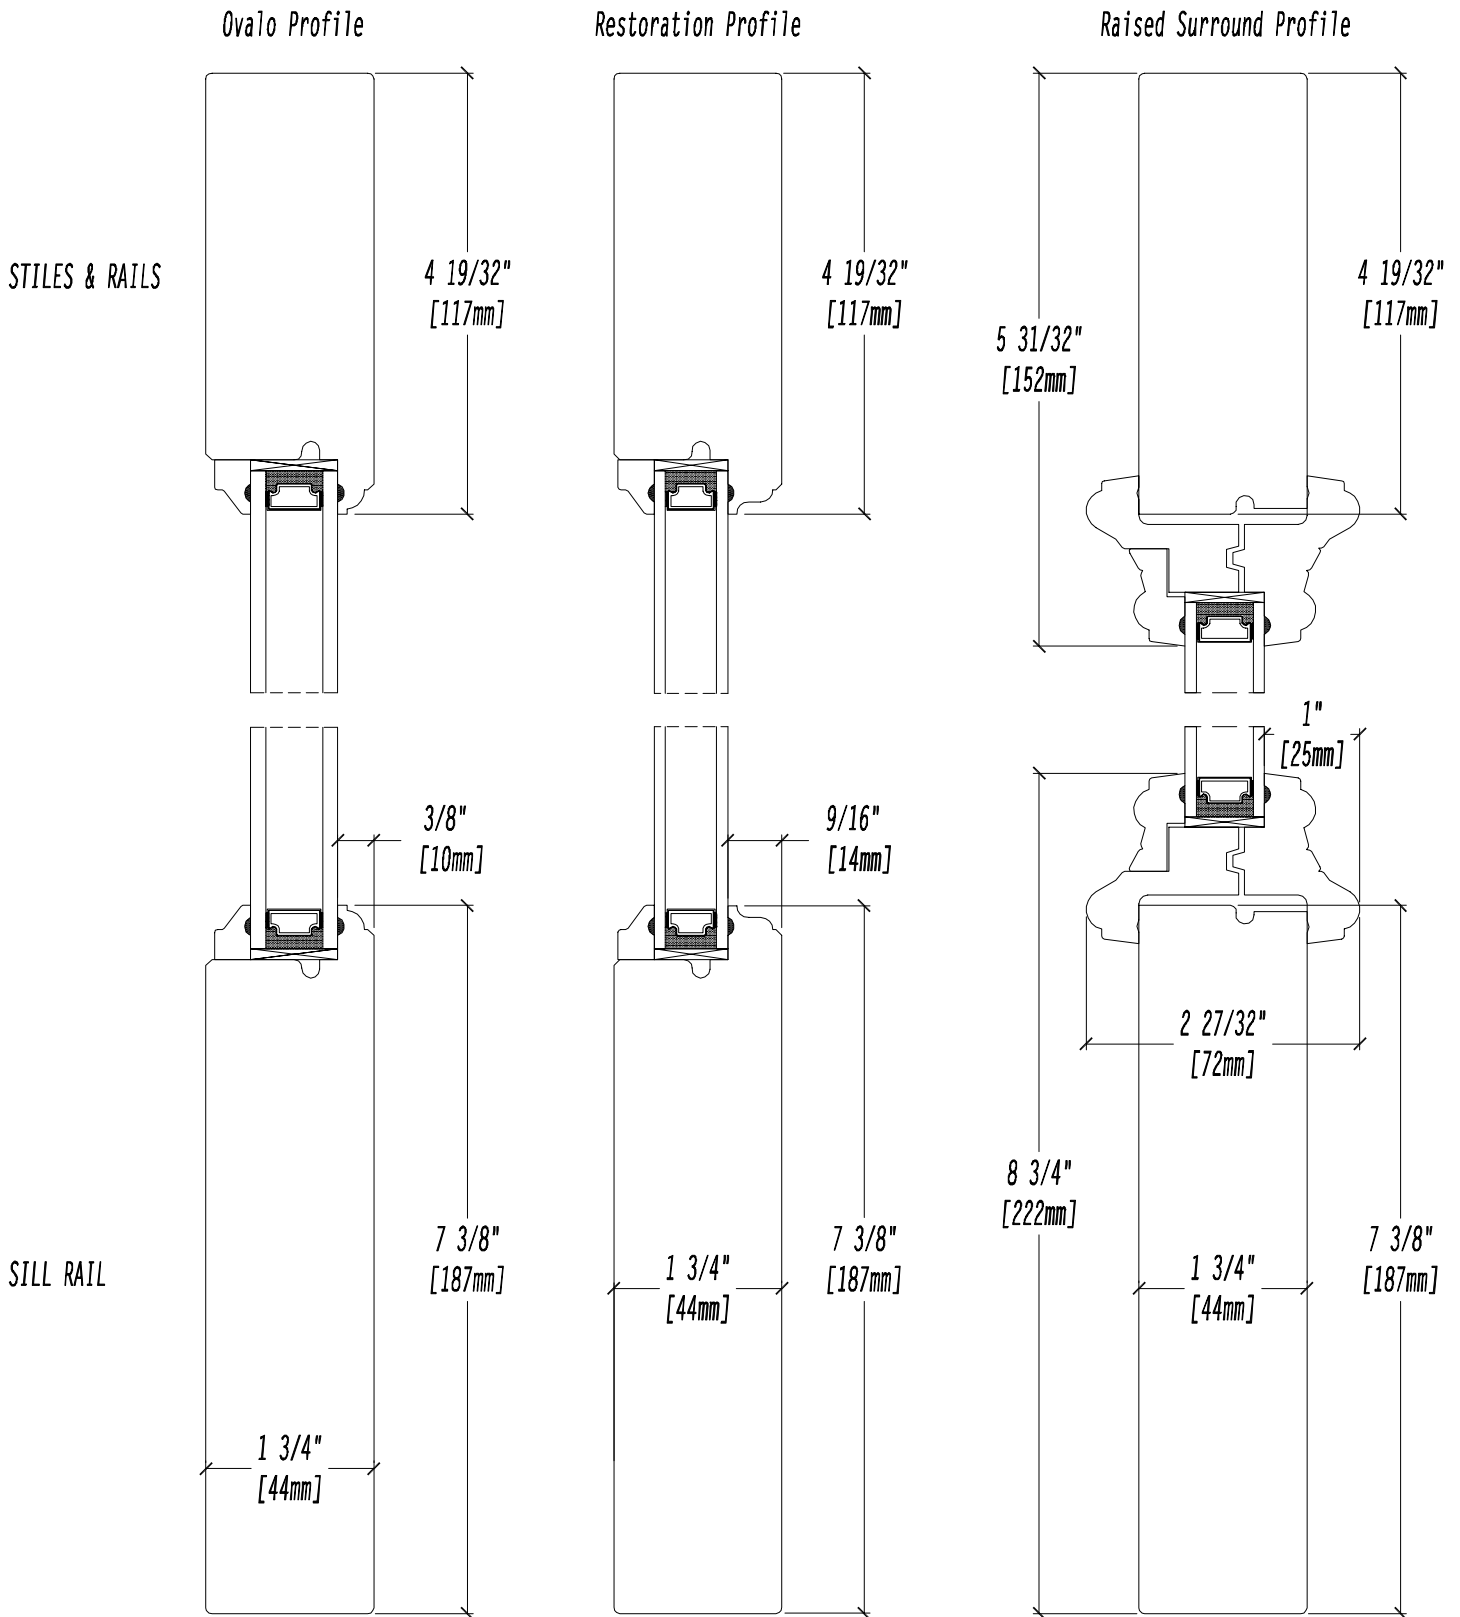 Ovalo Profile
Restoration Profile
Raised Surround Profile
STILES & RAILS
4 19/32"
[117mm]
4 19/32"
[117mm]
5 31/32"
[152mm]
4 19/32"
[117mm]
1"
[25mm]
3/8"
[10mm]
9/16"
[14mm]
2 27/32"
[72mm]
8 3/4"
[222mm]
SILL RAIL
7 3/8"
[187mm]
1 3/4"
[44mm]
7 3/8"
[187mm]
1 3/4"
[44mm]
7 3/8"
[187mm]
1 3/4"
[44mm]